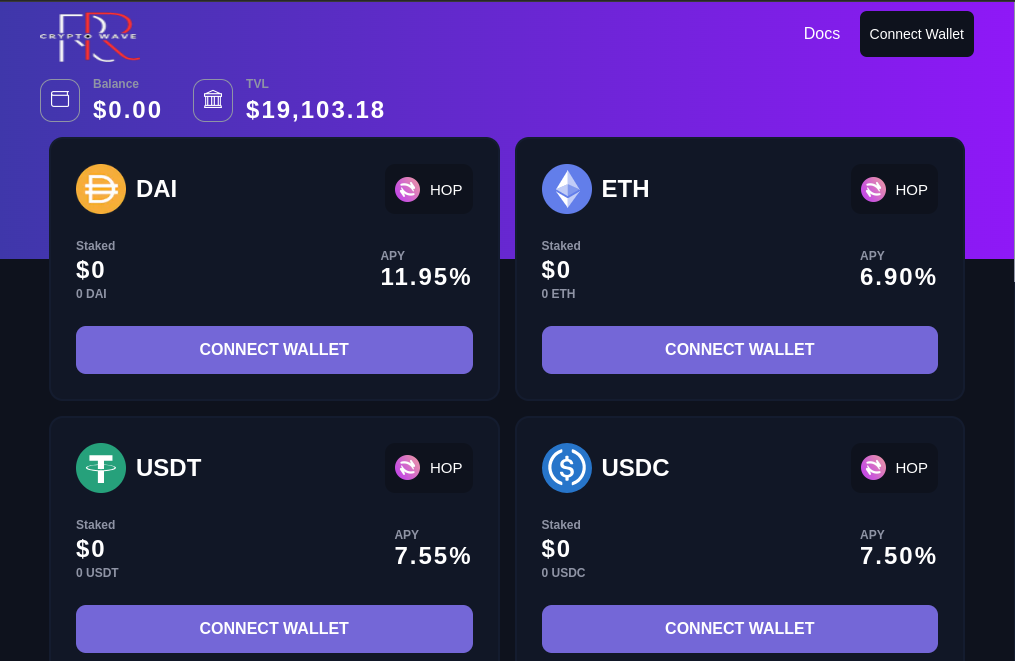 CRYPTO WAVE
Docs
Connect Wallet
Balance
$0.00
TVL
$19,103.18
DAI
HOP
Staked
$0
0 DAI
APY
11.95%
CONNECT WALLET
ETH
HOP
Staked
$0
0 ETH
APY
6.90%
CONNECT WALLET
USDT
HOP
Staked
$0
0 USDT
APY
7.55%
CONNECT WALLET
USDC
HOP
Staked
$0
0 USDC
APY
7.50%
CONNECT WALLET